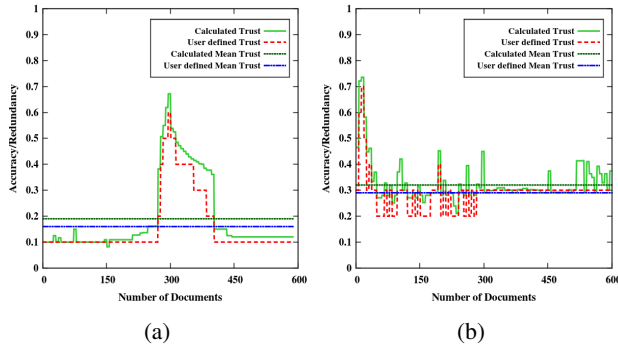 Calculated Trust
User defined Trust
Calculated Mean Trust
User defined Mean Trust
1
0.9
0.8
0.7
0.6
0.5
0.4
0.3
0.2
0.1
0
Accuracy/Redundancy
0
150
300
450
600
Number of Documents
(a)
Calculated Trust
User defined Trust
Calculated Mean Trust
User defined Mean Trust
1
0.9
0.8
0.7
0.6
0.5
0.4
0.3
0.2
0.1
0
Accuracy/Redundancy
0
150
300
450
600
Number of Documents
(b)